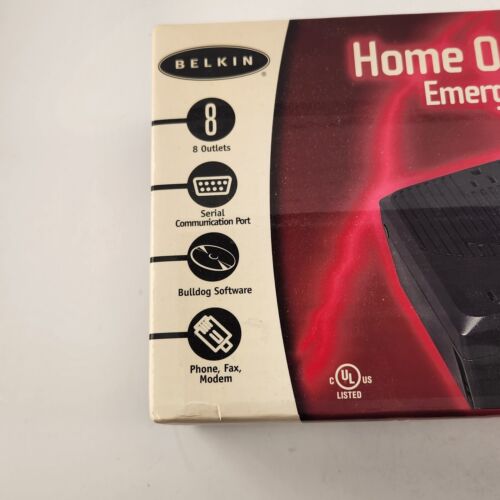 BELKIN®
Home O
Emerg
8
8 Outlets
Serial
Communication Port
Bulldog Software
Phone, Fax,
Modem
C UL US
LISTED